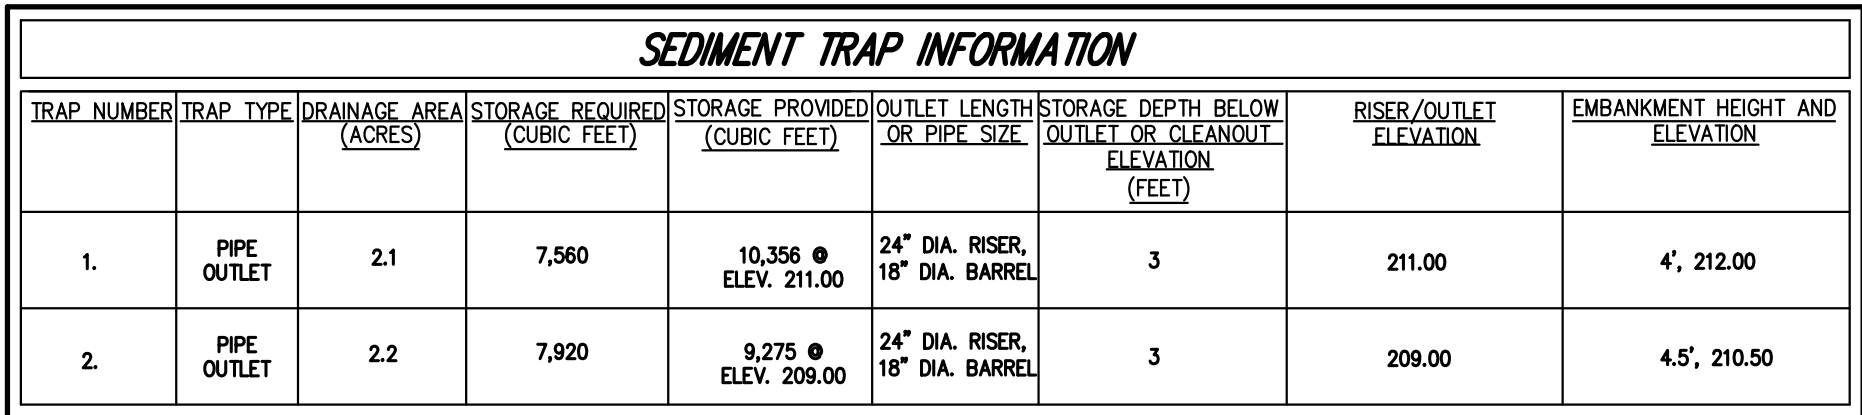 SEDIMENT TRAP INFORMATION
TRAP NUMBER
TRAP TYPE
DRAINAGE AREA
(ACRES)
STORAGE REQUIRED
(CUBIC FEET)
STORAGE PROVIDED
(CUBIC FEET)
OUTLET LENGTH
OR PIPE SIZE
STORAGE DEPTH BELOW
OUTLET OR CLEANOUT
ELEVATION
(FEET)
RISER/OUTLET
ELEVATION
EMBANKMENT HEIGHT AND
ELEVATION
1.
PIPE
OUTLET
2.1
7,560
10,356 @
ELEV. 211.00
24" DIA. RISER,
18" DIA. BARREL
3
211.00
4', 212.00
2.
PIPE
OUTLET
2.2
7,920
9,275 @
ELEV. 209.00
24" DIA. RISER,
18" DIA. BARREL
3
209.00
4.5', 210.50